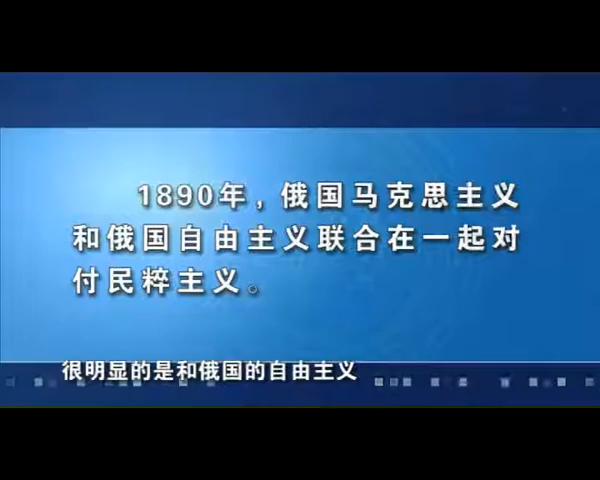 1890年，俄国马克思主义
和俄国自由主义联合在一起对
付民粹主义。
很明显的是和俄国的自由主义